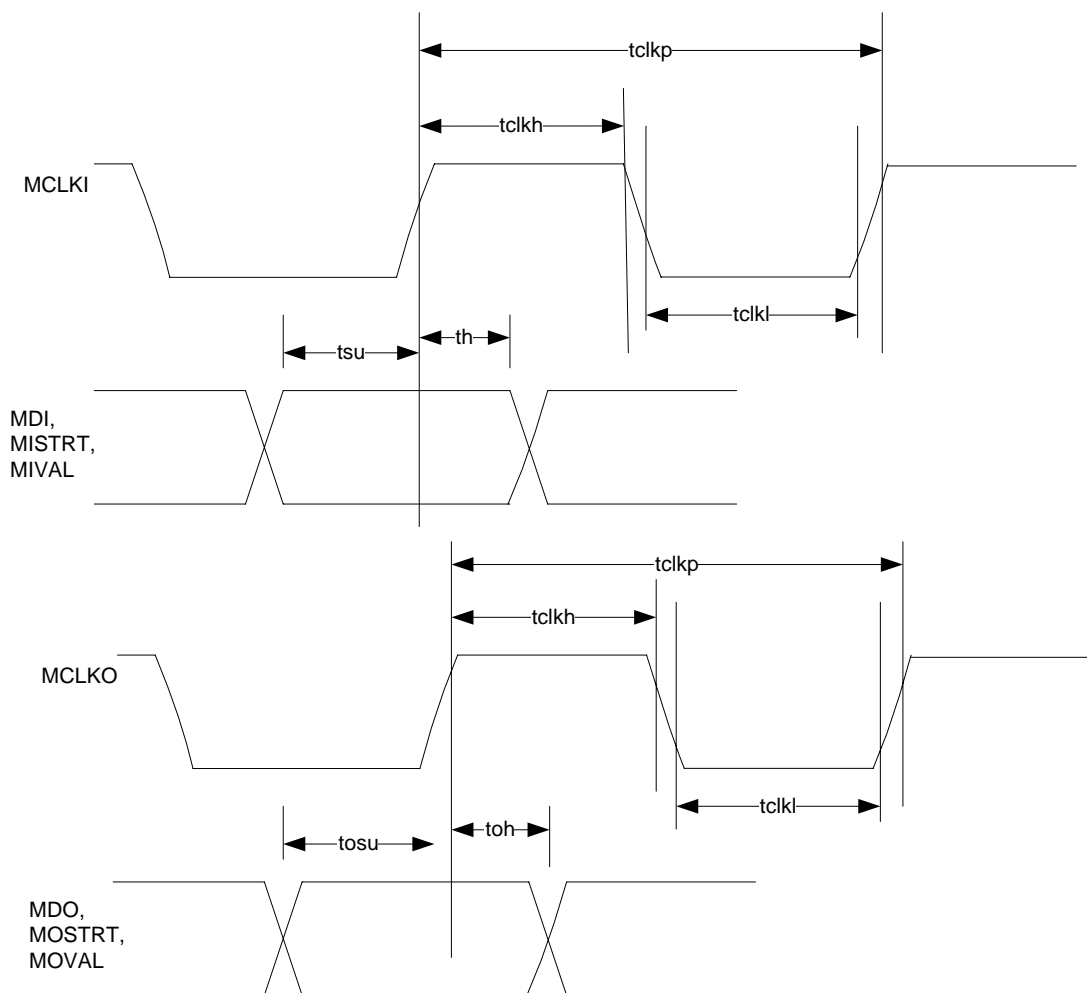 tclkp
tclkh
MCLKI
tclkl
tsu
th
MDI,
MISTRT,
MIVAL
tclkp
tclkh
MCLKO
tclkl
tosu
toh
MDO,
MOSTRT,
MOVAL